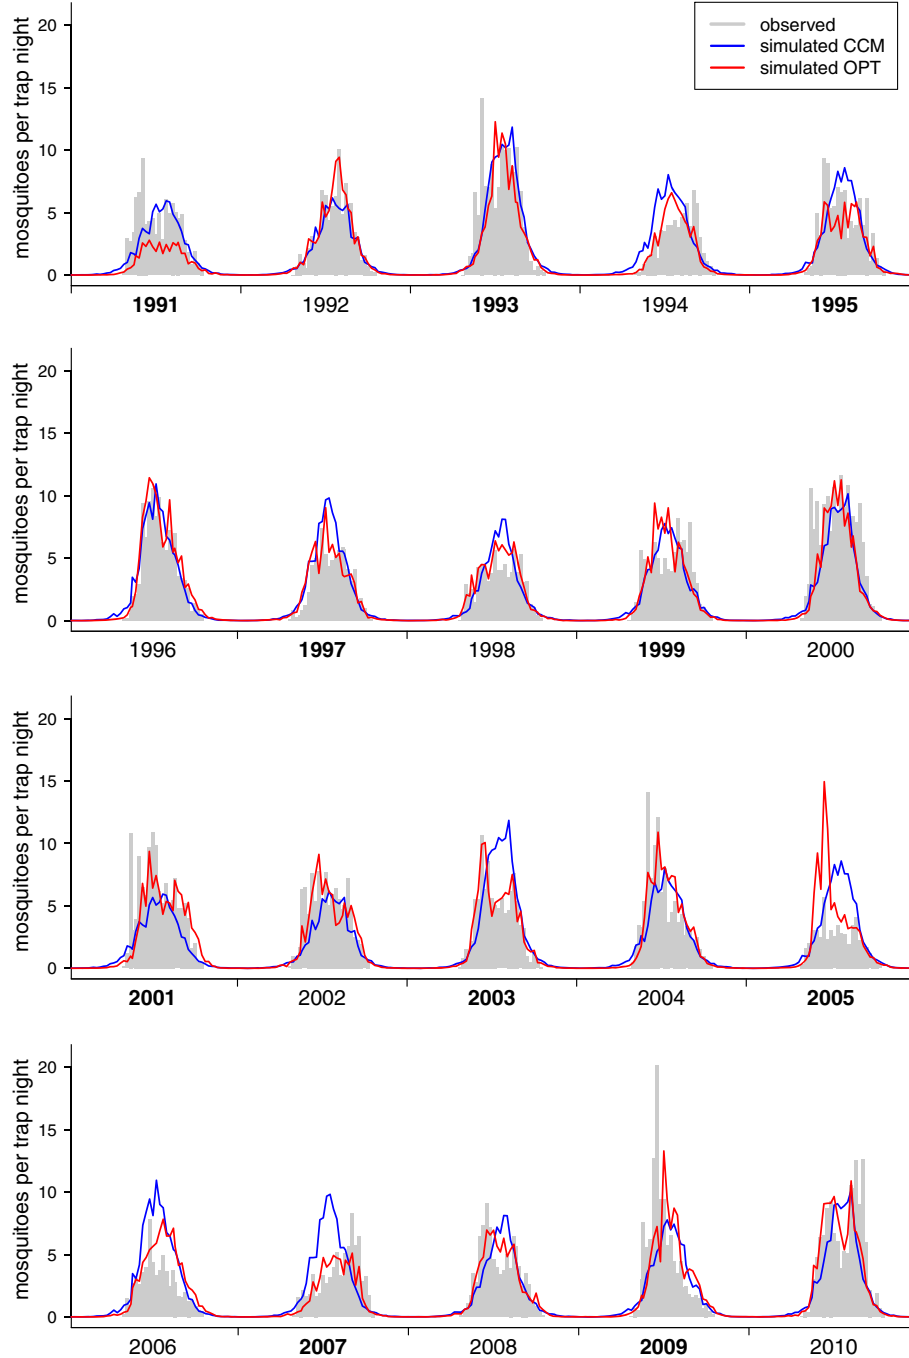 observed
simulated CCM
simulated OPT
mosquitoes per trap night
20
15
10
5
0
1991 1992 1993 1994 1995
mosquitoes per trap night
20
15
10
5
0
1996 1997 1998 1999 2000
mosquitoes per trap night
20
15
10
5
0
2001 2002 2003 2004 2005
mosquitoes per trap night
20
15
10
5
0
2006 2007 2008 2009 2010